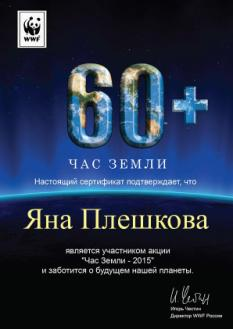 WWF
60+
ЧАС ЗЕМЛИ
Настоящий сертификат подтверждает, что
Яна Плешкова
является участником акции
"Час Земли - 2015"
и заботится о будущем нашей планеты.
Игорь Честин
Директор WWF России